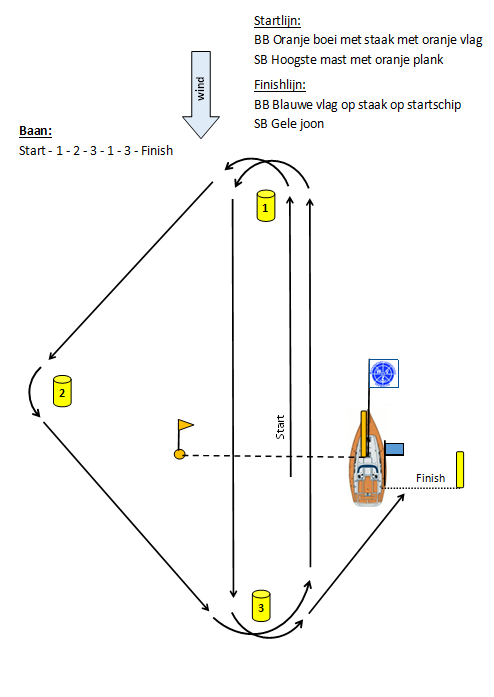 Startlijn:
BB Oranje boei met staak met oranje vlag
SB Hoogste mast met oranje plank
Finishlijn:
BB Blauwe vlag op staak op startschip
SB Gele joon
wind
Baan:
Start - 1 - 2 - 3 - 1 - 3 - Finish
1
2
Start
Finish
3